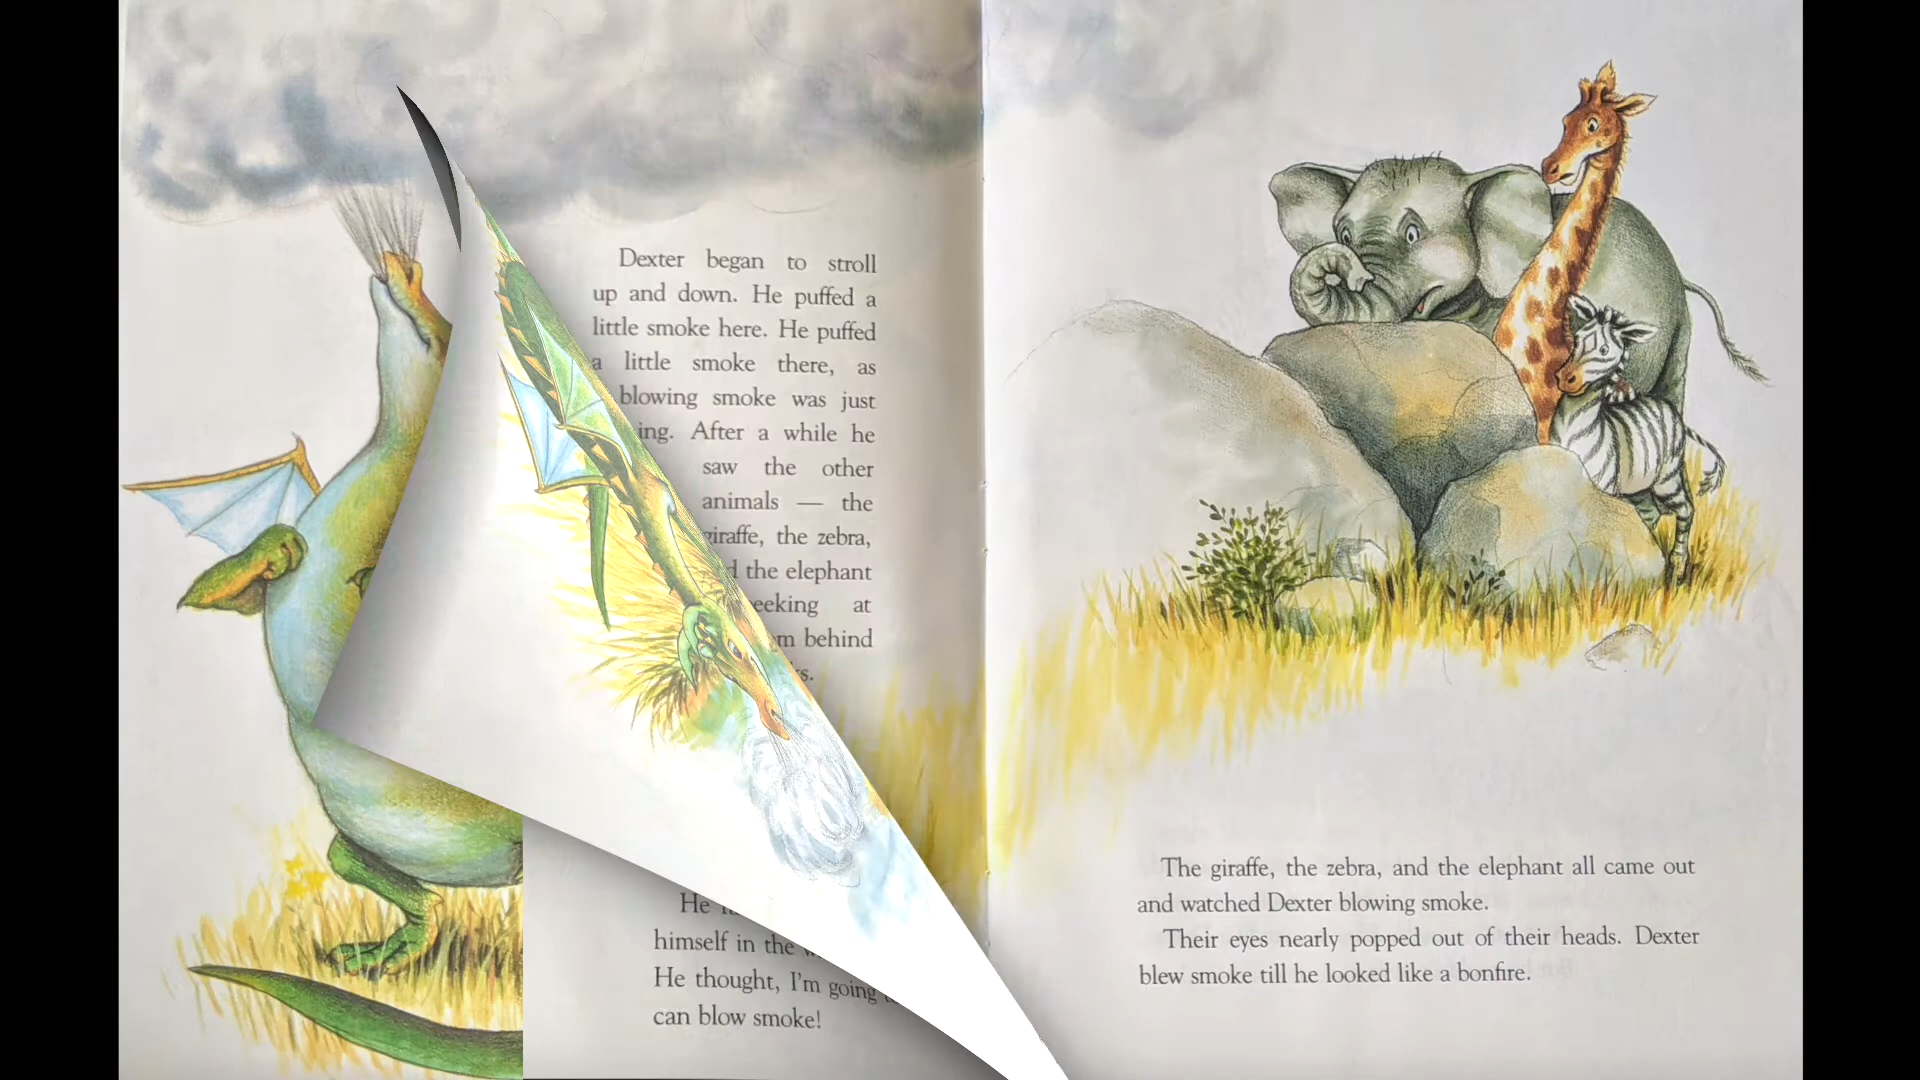 Dexter began to stroll
up and down. He puffed a
little smoke here. He puffed
a little smoke there, as
blowing smoke was just
After a while he
saw the other
animals — the
giraffe, the zebra,
the elephant
at
behind
He
himself in the
He thought, I'm going
can blow smoke!
The giraffe, the zebra, and the elephant all came out
and watched Dexter blowing smoke.
Their eyes nearly popped out of their heads. Dexter
blew smoke till he looked like a bonfire.